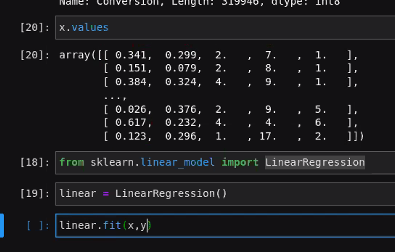 Name: Conversion, Length: 319946, dtype: int8
[20]: x.values
[20]: array([[ 0.341,  0.299,  2.   ,  7.   ,  1.   ],
[ 0.151,  0.079,  2.   ,  8.   ,  1.   ],
[ 0.384,  0.324,  4.   ,  9.   ,  1.   ],
...,
[ 0.026,  0.376,  2.   ,  9.   ,  5.   ],
[ 0.617,  0.232,  4.   ,  4.   ,  6.   ],
[ 0.123,  0.296,  1.   , 17.   ,  2.   ]])
[18]: from sklearn.linear_model import LinearRegression
[19]: linear = LinearRegression()
[ ]: linear.fit(x,y)